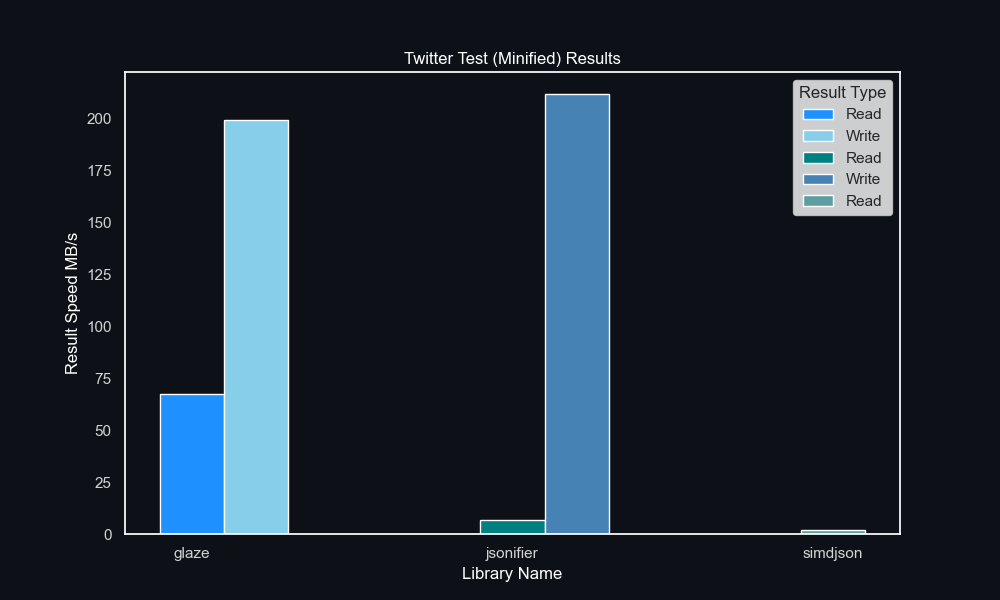 Twitter Test (Minified) Results
Result Type
Read
Write
Read
Write
Read
Result Speed MB/s
200
175
150
125
100
75
50
25
0
glaze
jsonifier
simdjson
Library Name